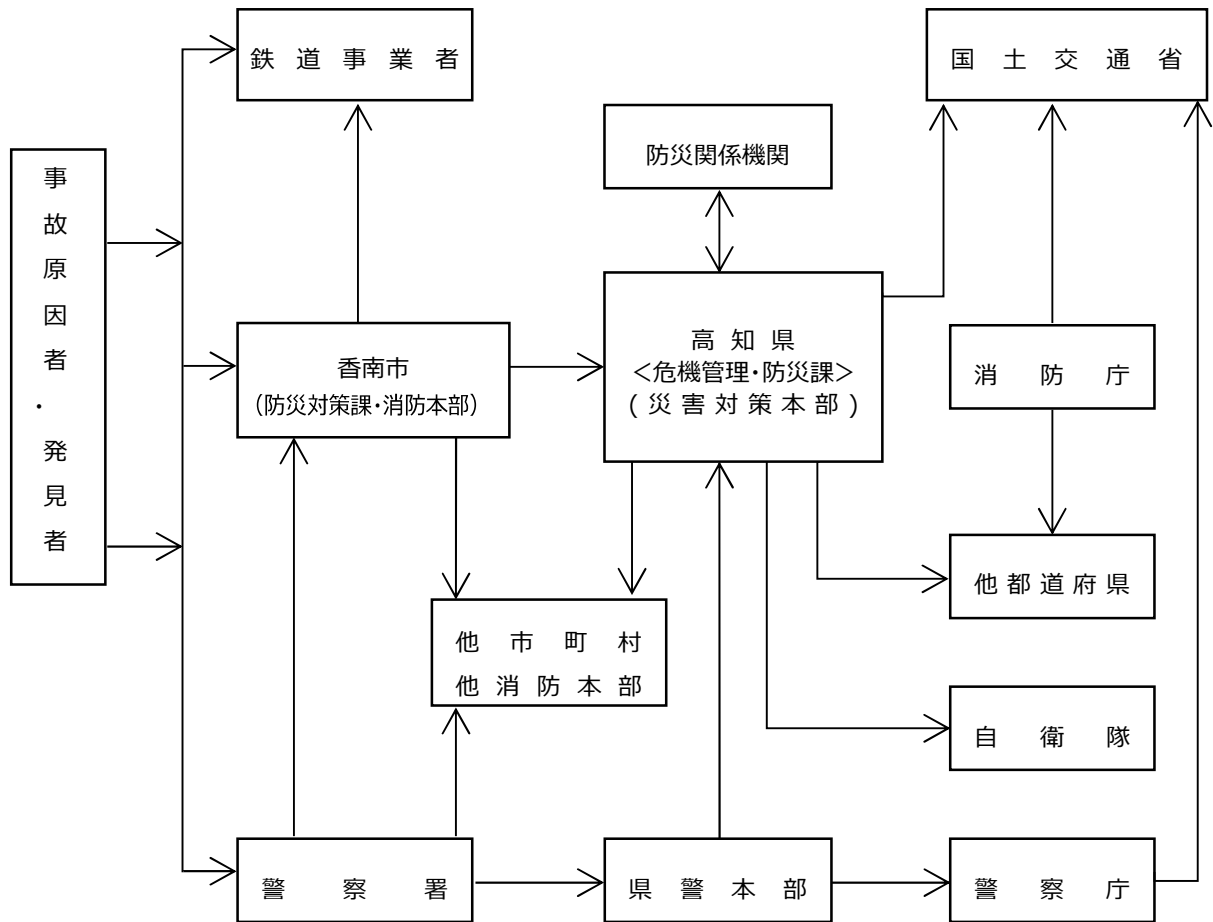 鉄道事業者
国土交通省
防災関係機関
事故原因者・発見者
香南市
（防災対策課・消防本部）
高知県
＜危機管理・防災課＞
(災害対策本部)
消防庁
他都道府県
他市町村
他消防本部
自衛隊
警察署
県警本部
警察庁